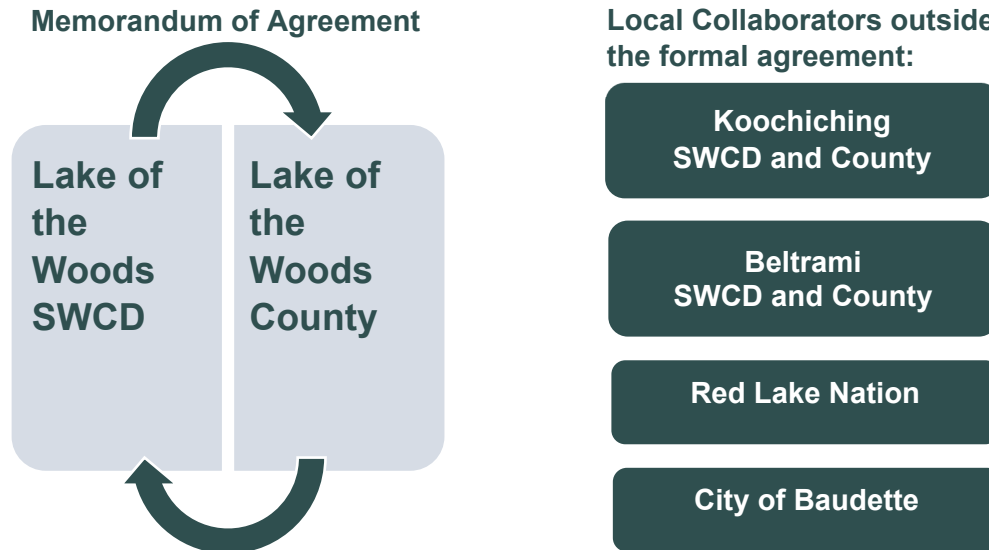 Memorandum of Agreement
Lake of
the
Woods
SWCD
Lake of
the
Woods
County
Local Collaborators outside
the formal agreement:
Koochiching
SWCD and County
Beltrami
SWCD and County
Red Lake Nation
City of Baudette